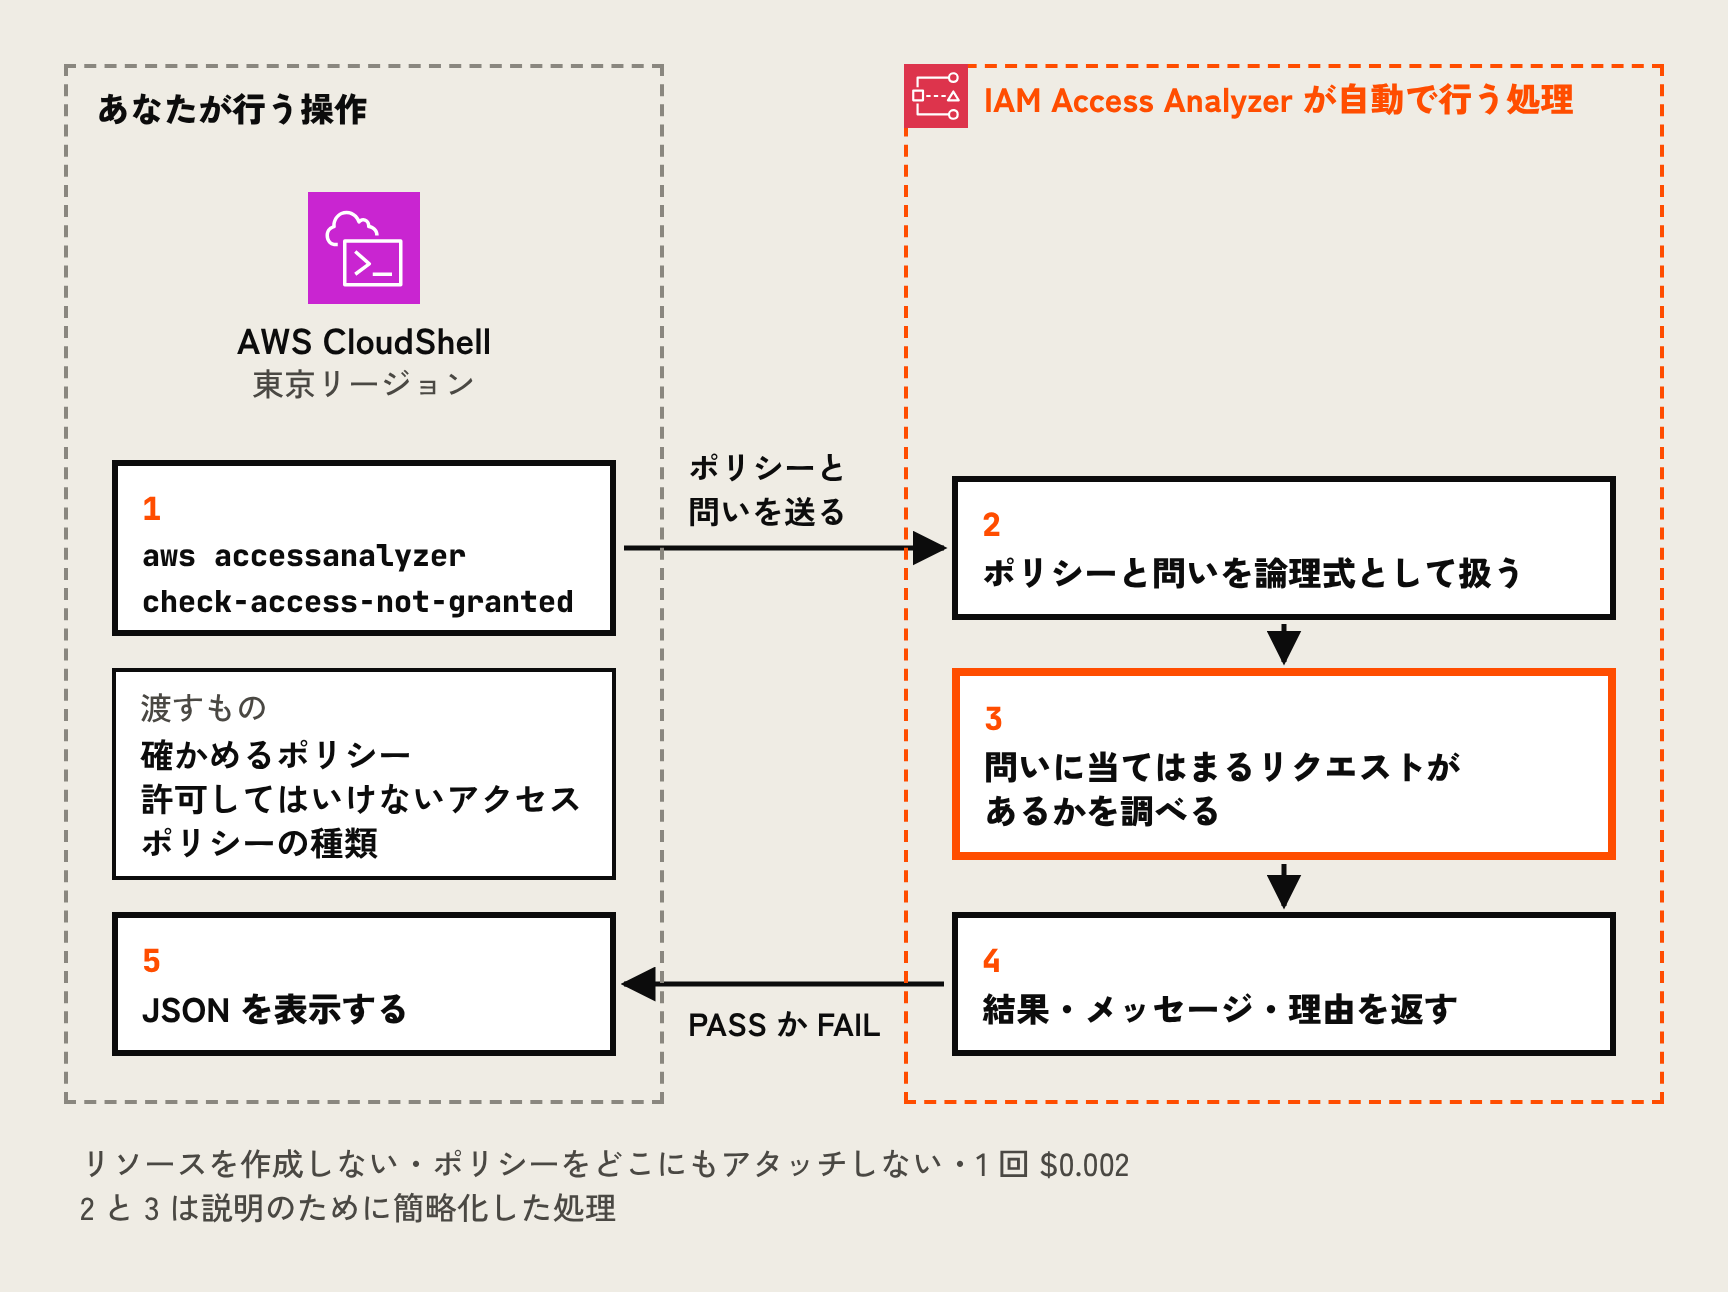 あなたが行う操作
AWS CloudShell
東京リージョン
1
aws accessanalyzer
check-access-not-granted
渡すもの
確かめるポリシー
許可してはいけないアクセス
ポリシーの種類
5
JSON を表示する
ポリシーと
問いを送る
PASS か FAIL
IAM Access Analyzer が自動で行う処理
2
ポリシーと問いを論理式として扱う
3
問いに当てはまるリクエストが
あるかを調べる
4
結果・メッセージ・理由を返す
リソースを作成しない・ポリシーをどこにもアタッチしない・1 回 $0.002
2 と 3 は説明のために簡略化した処理